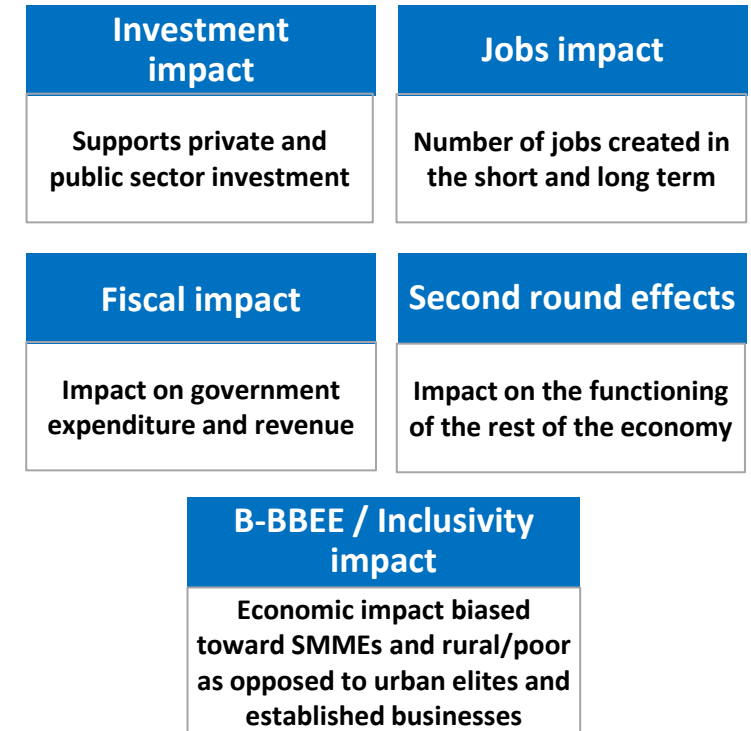 Investment
impact
Supports private and
public sector investment
Jobs impact
Number of jobs created in
the short and long term
Fiscal impact
Impact on government
expenditure and revenue
Second round effects
Impact on the functioning
of the rest of the economy
B-BBEE / Inclusivity
impact
Economic impact biased
toward SMMEs and rural/poor
as opposed to urban elites and
established businesses